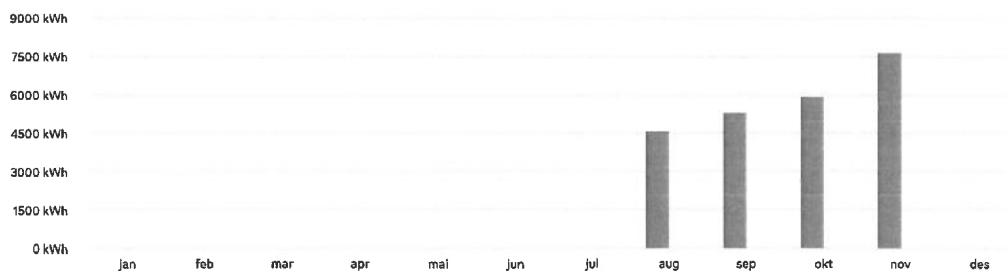 9000 kWh
7500 kWh
6000 kWh
4500 kWh
3000 kWh
1500 kWh
0 kWh
jan feb mar apr mai jun jul aug sep okt nov des